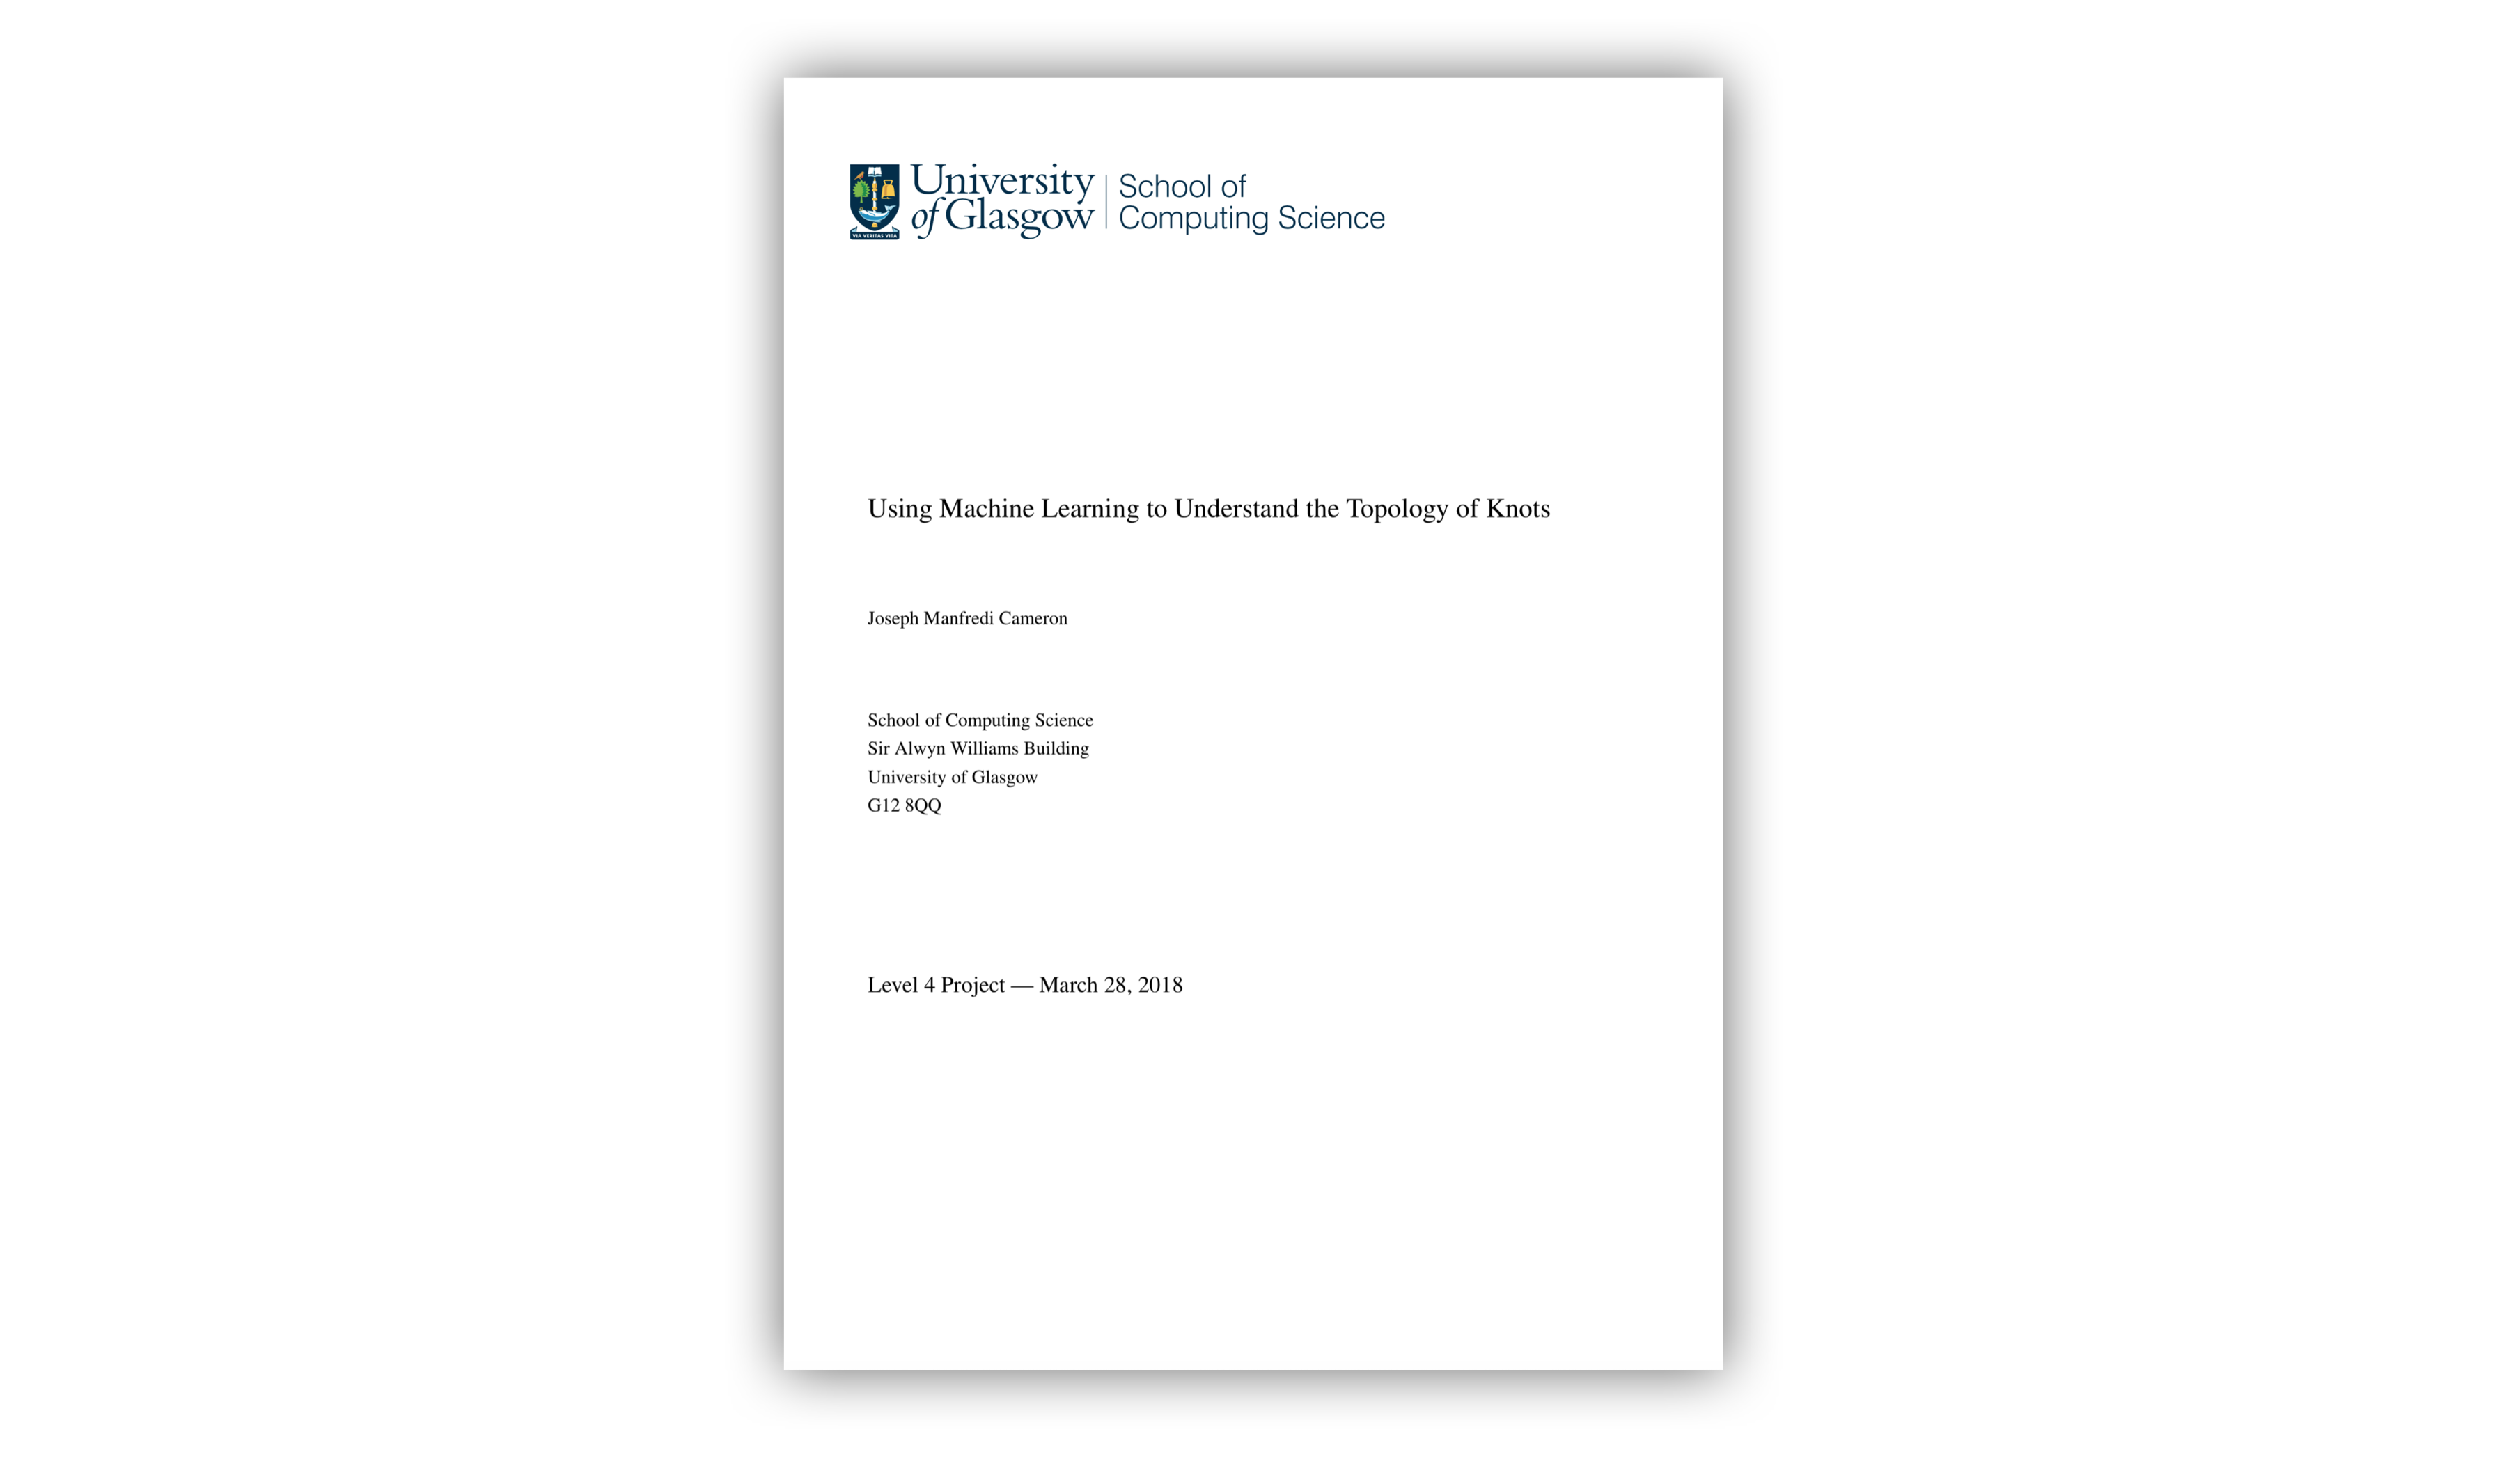 University
of Glasgow
School of
Computing Science
VIA VERITAS VITA
Using Machine Learning to Understand the Topology of Knots
Joseph Manfredi Cameron
School of Computing Science
Sir Alwyn Williams Building
University of Glasgow
G12 8QQ
Level 4 Project — March 28, 2018